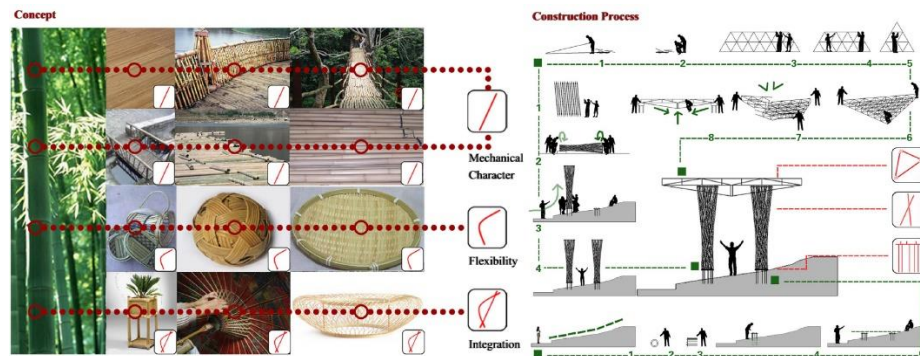 Concept
Mechanical
Character
Flexibility
Integration
Construction Process
1 2 3 4 5
1
8 7 6
2
3
4
1 2 3 4